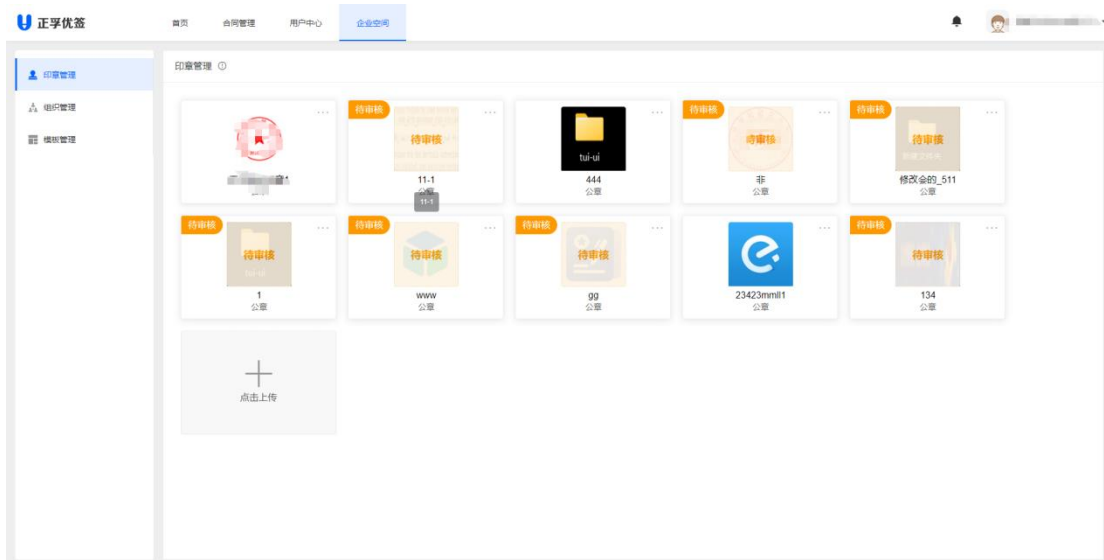 正孚优签
首页 合同管理 用户中心 企业空间
印章管理
组织管理
模板管理
印章管理
待审核
待审核
11-1
公章
11-1
tui-ui
444
公章
待审核
待审核
非
公章
待审核
待审核
修改会的_511
公章
待审核
待审核
tui-ui
1
公章
待审核
待审核
www
公章
待审核
待审核
gg
公章
23423mmll1
公章
待审核
待审核
134
公章
点击上传